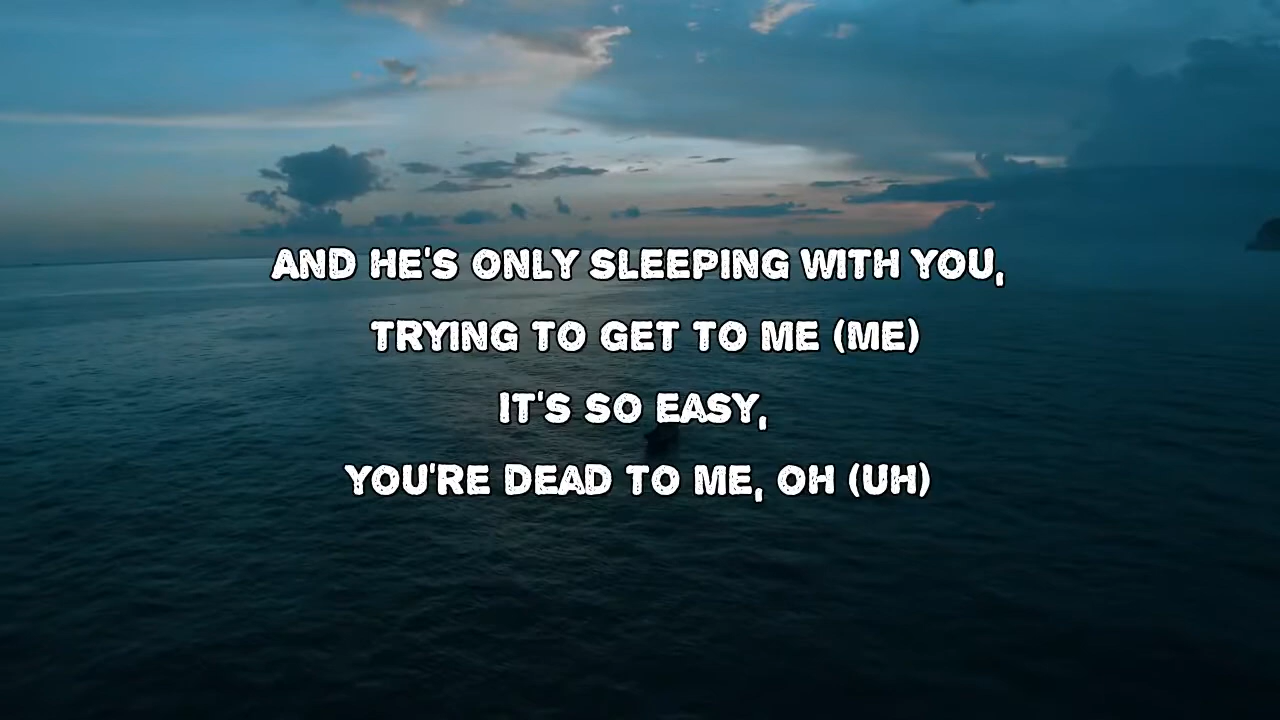 AND HE'S ONLY SLEEPING WITH YOU,
TRYING TO GET TO ME (ME)
IT'S SO EASY,
YOU'RE DEAD TO ME, OH (UH)